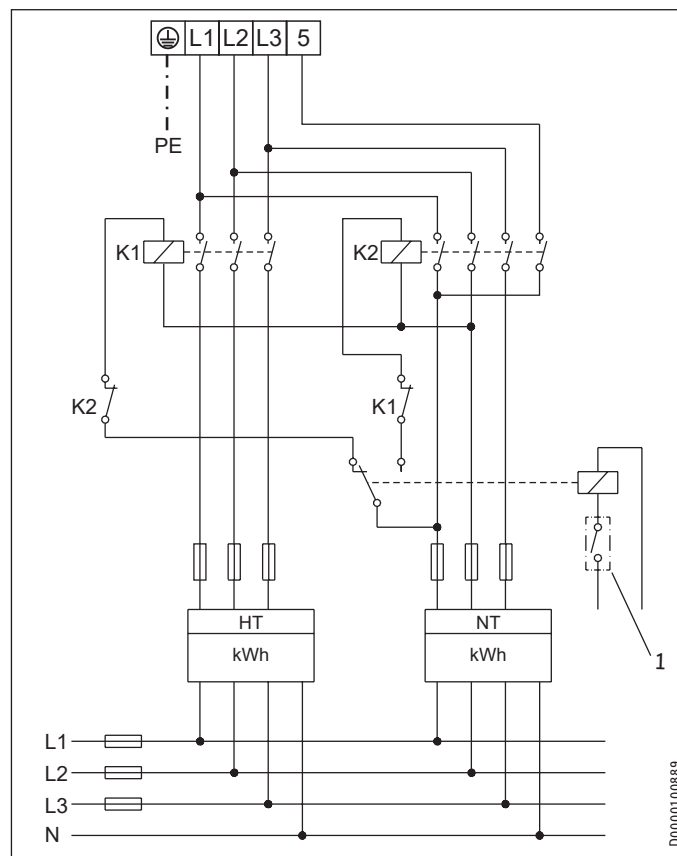 L1 L2 L3 5
PE
K1
K2
K2
K1
HT
NT
kWh
kWh
1
L1
L2
L3
N
D0000100889